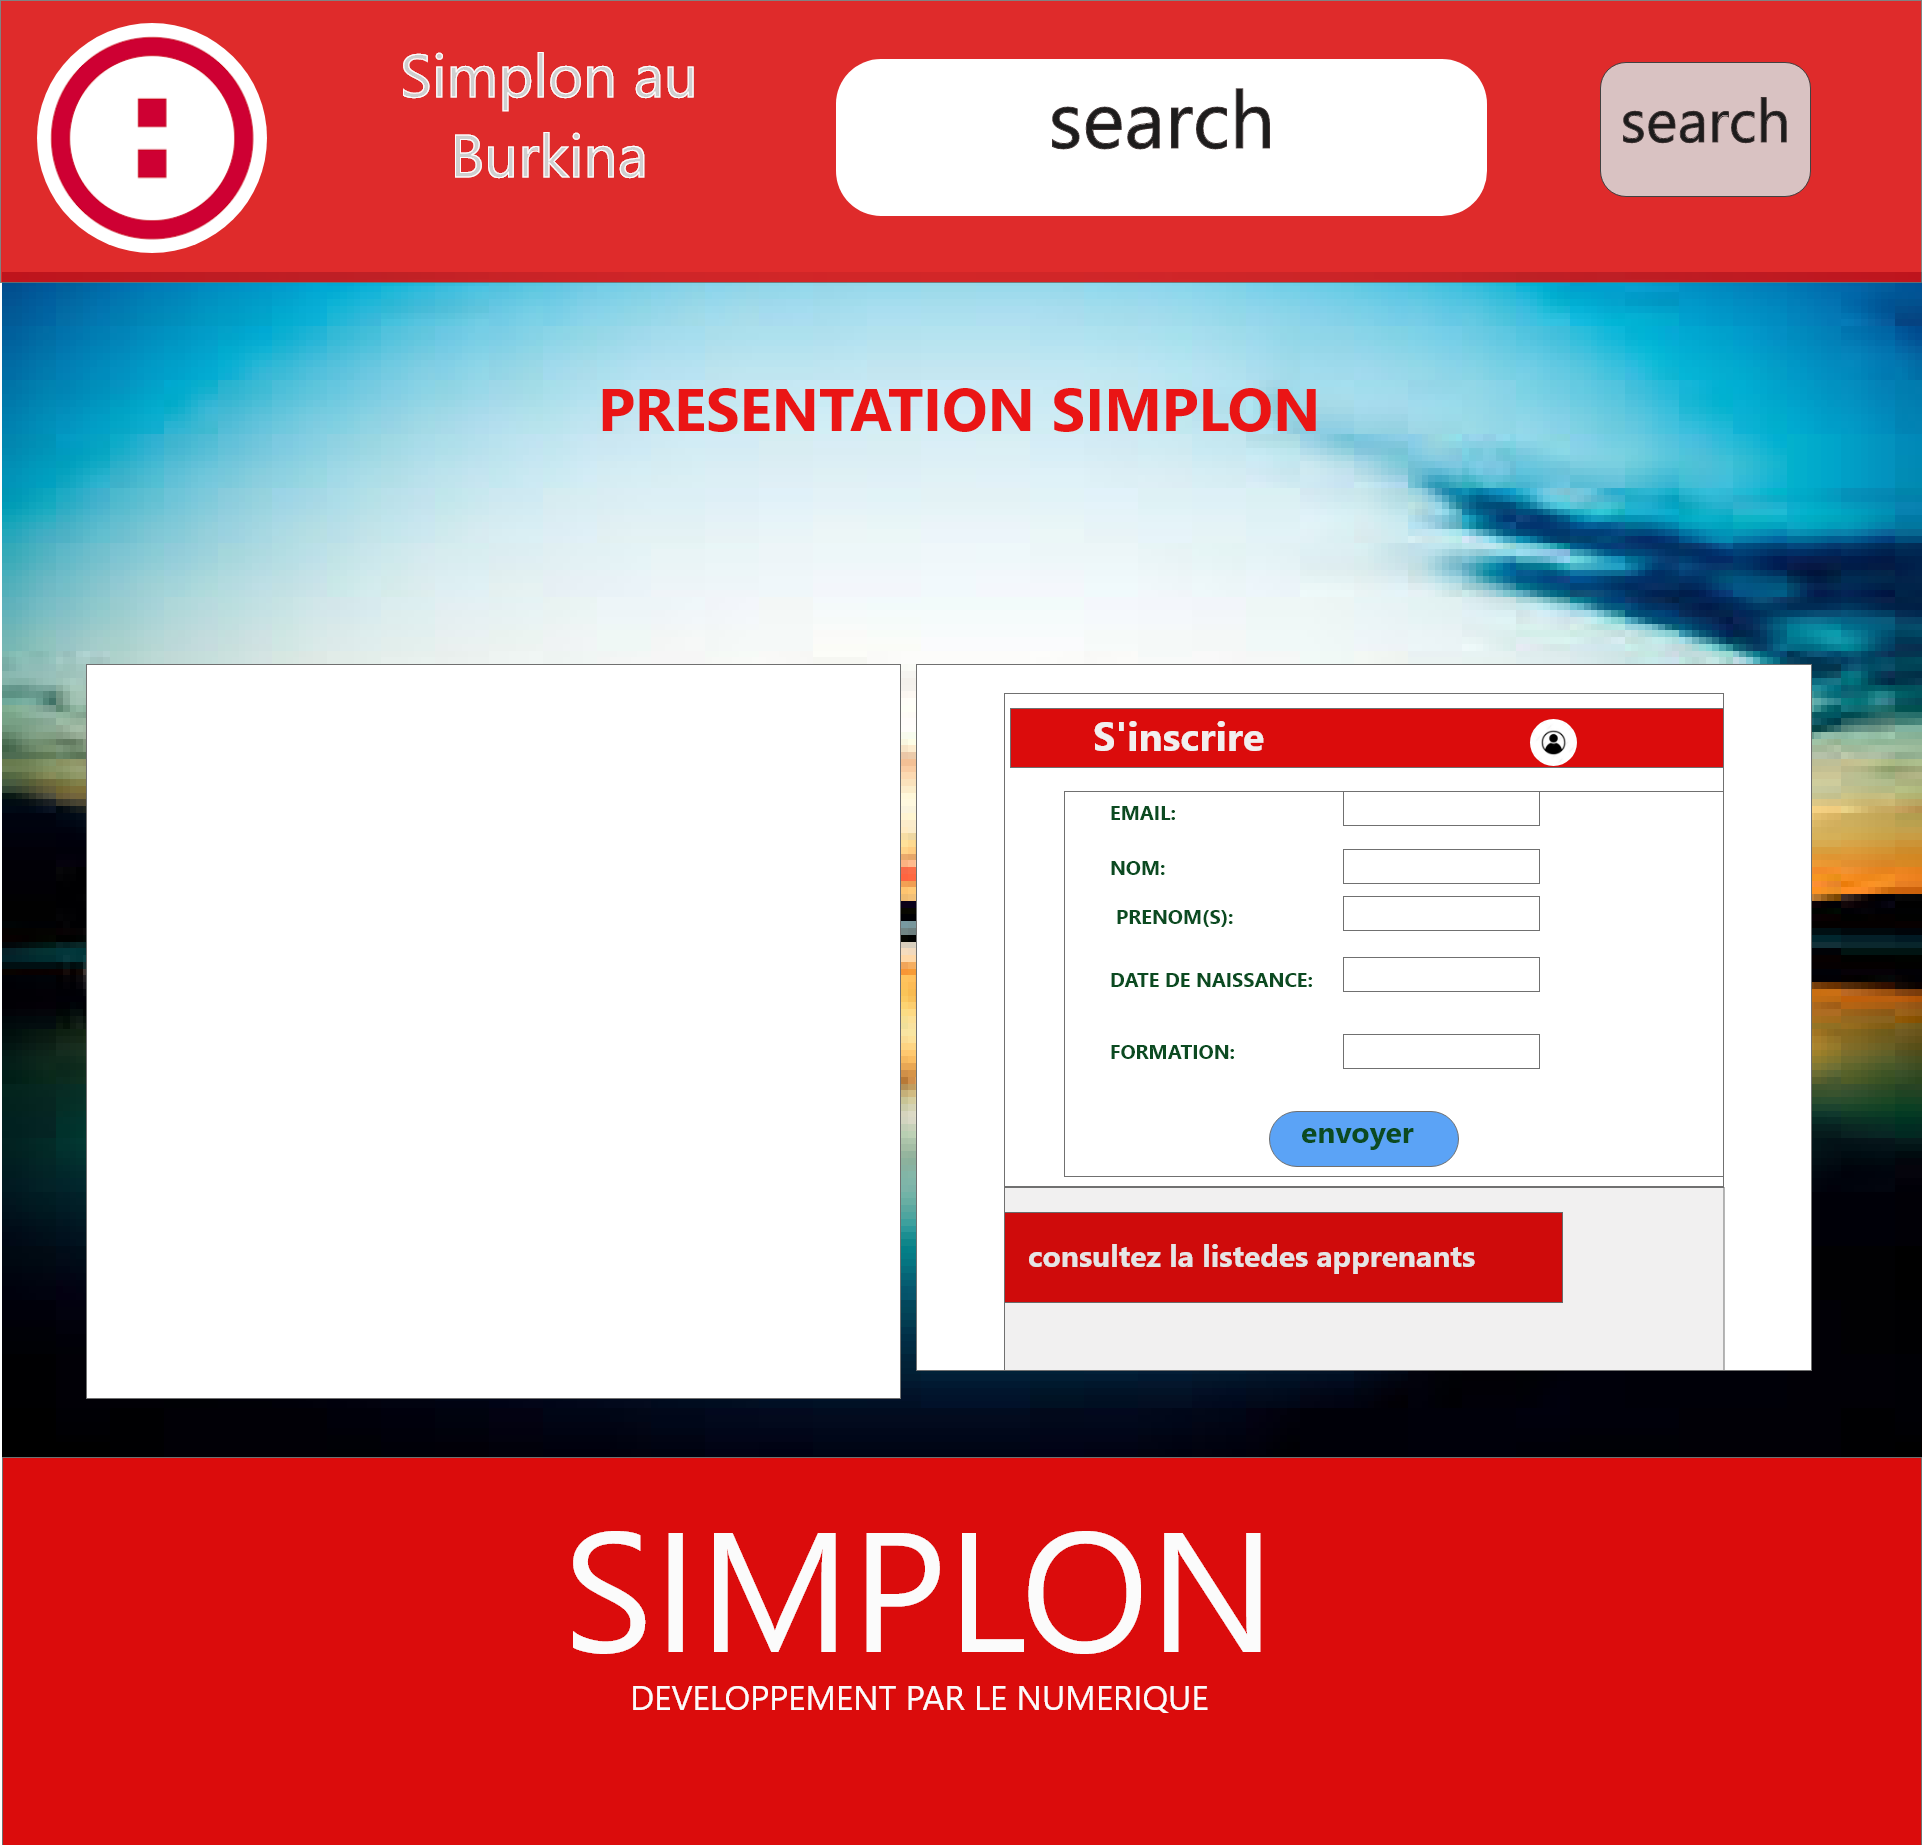 Simplon au
Burkina
search
search
PRESENTATION SIMPLON
S'inscrire
EMAIL:
NOM:
PRENOM(S):
DATE DE NAISSANCE:
FORMATION:
envoyer
consultez la listedes apprenants
SIMPLON
DEVELOPPEMENT PAR LE NUMERIQUE